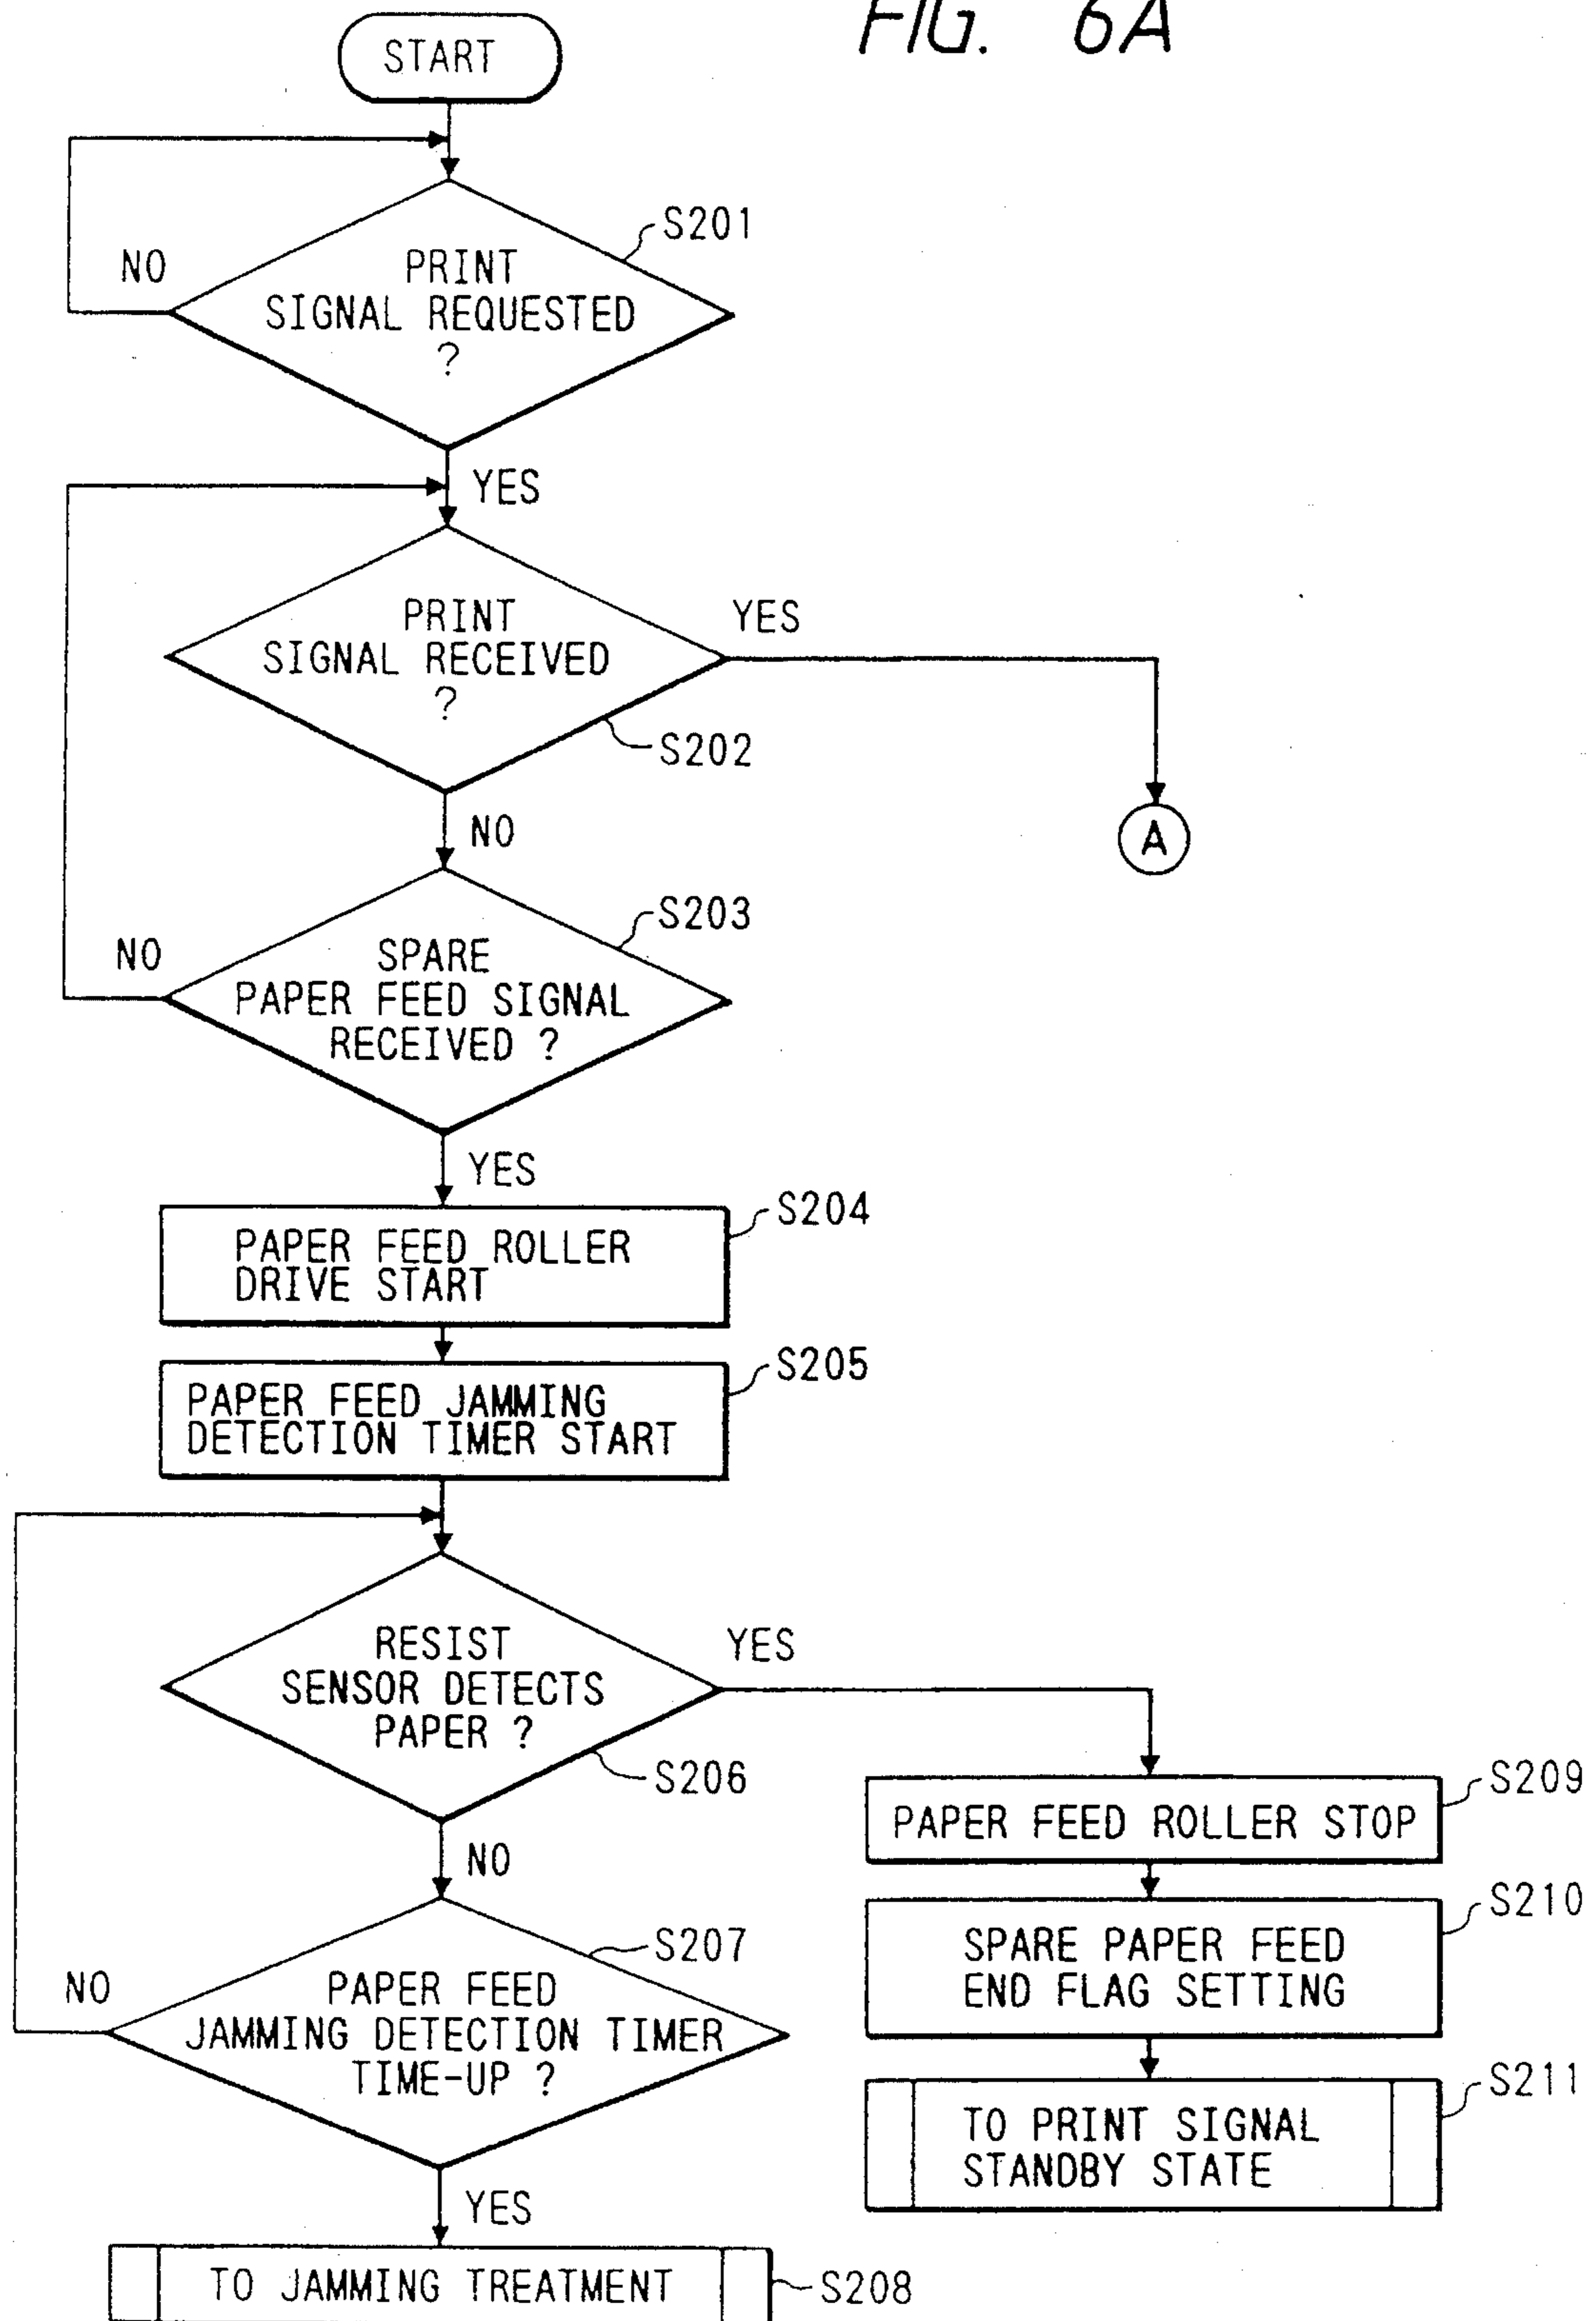 FIG. 6A
START
S201
NO
PRINT
SIGNAL REQUESTED
?
YES
YES
PRINT
SIGNAL RECEIVED
?
S202
A
NO
S203
NO
SPARE
PAPER FEED SIGNAL
RECEIVED ?
YES
S204
PAPER FEED ROLLER
DRIVE START
S205
PAPER FEED JAMMING
DETECTION TIMER START
RESIST
SENSOR DETECTS
PAPER ?
YES
S206
S209
PAPER FEED ROLLER STOP
NO
S210
SPARE PAPER FEED
END FLAG SETTING
S207
NO
PAPER FEED
JAMMING DETECTION TIMER
TIME-UP ?
S211
TO PRINT SIGNAL
STANDBY STATE
YES
TO JAMMING TREATMENT
S208